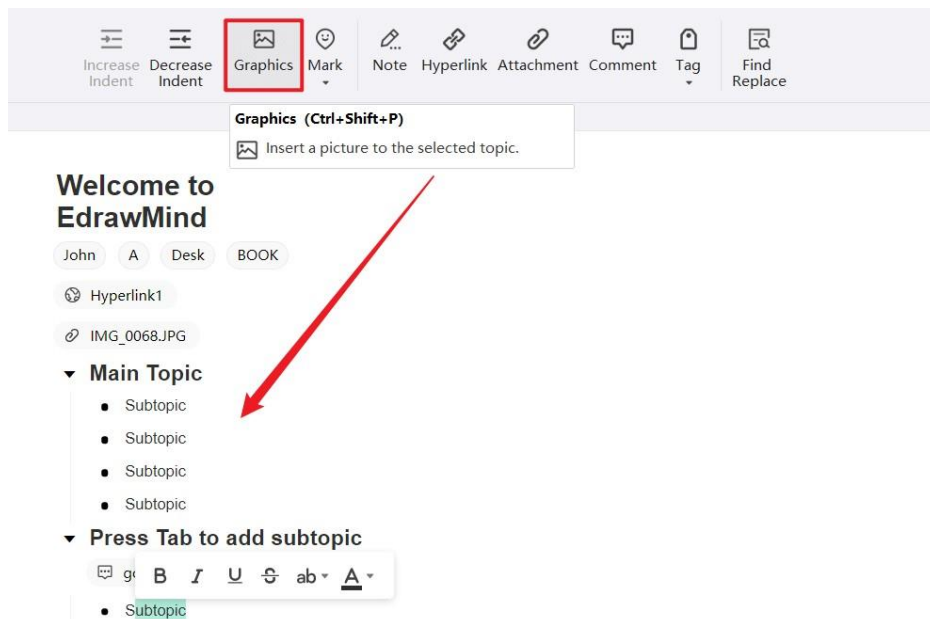 Increase Indent
Decrease Indent
Graphics
Mark
Note
Hyperlink
Attachment
Comment
Tag
Find Replace
Graphics (Ctrl+Shift+P)
Insert a picture to the selected topic.
Welcome to
EdrawMind
John A Desk BOOK
Hyperlink1
IMG_0068.JPG
Main Topic
Subtopic
Subtopic
Subtopic
Subtopic
Press Tab to add subtopic
B I U S ab A
Subtopic